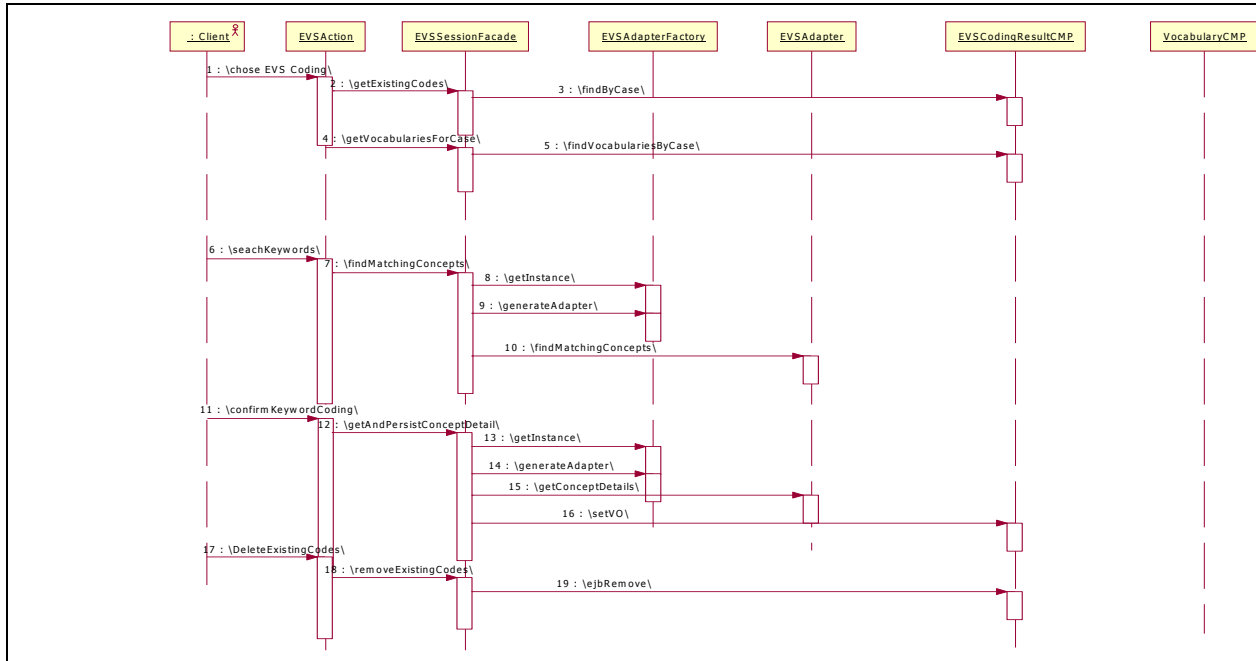 : Client
EVSAction
EVSSessionFacade
EVSAdapterFactory
EVSAdapter
EVSCodingResultCMP
VocabularyCMP
1 : \chose EVS Coding\
2 : \getExistingCodes\
3 : \findByCase\
4 : \getVocabulariesForCase\
5 : \findVocabulariesByCase\
6 : \seachKeywords\
7 : \findMatchingConcepts\
8 : \getInstance\
9 : \generateAdapter\
10 : \findMatchingConcepts\
11 : \confirmKeywordCoding\
12 : \getAndPersistConceptDetail\
13 : \getInstance\
14 : \generateAdapter\
15 : \getConceptDetails\
16 : \setVO\
17 : \DeleteExistingCodes\
18 : \removeExistingCodes\
19 : \ejbRemove\